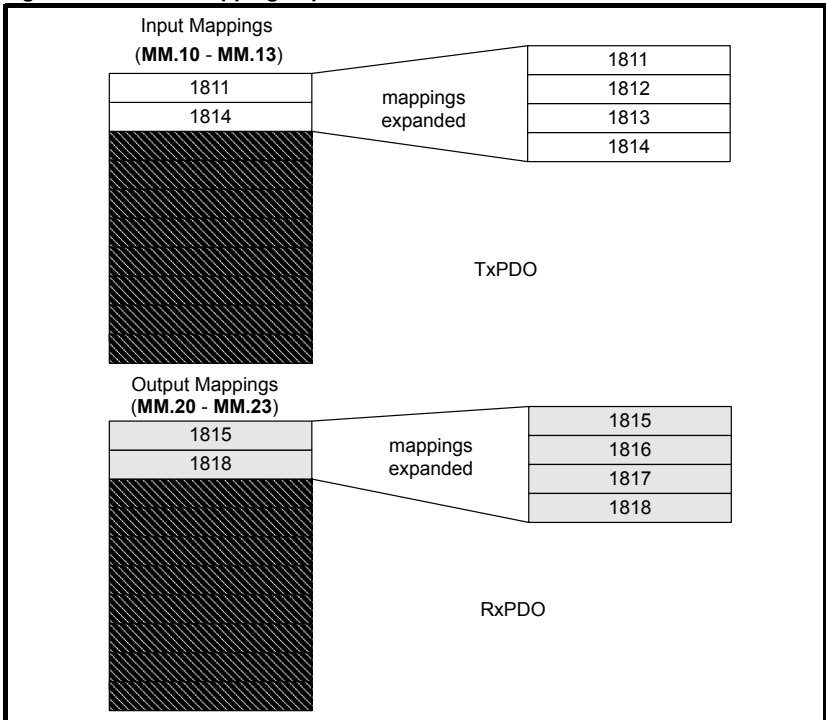 Input Mappings
(MM.10 - MM.13)
1811
1814
mappings
expanded
1811
1812
1813
1814
TxPDO
Output Mappings
(MM.20 - MM.23)
1815
1818
mappings
expanded
1815
1816
1817
1818
RxPDO